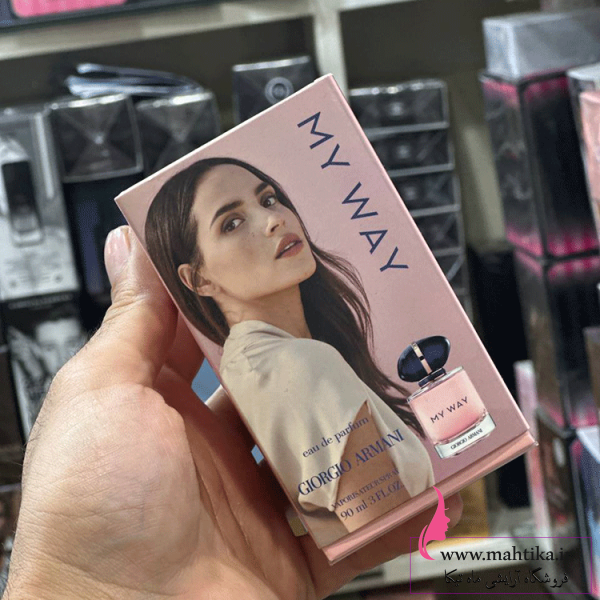 MY WAY
MY WAY
GIORGIO ARMANI
eau de parfum
GIORGIO ARMANI
90 ml 3 FL.OZ
www.mahtika.i
فروشگاه آرایشی ماه تیکا